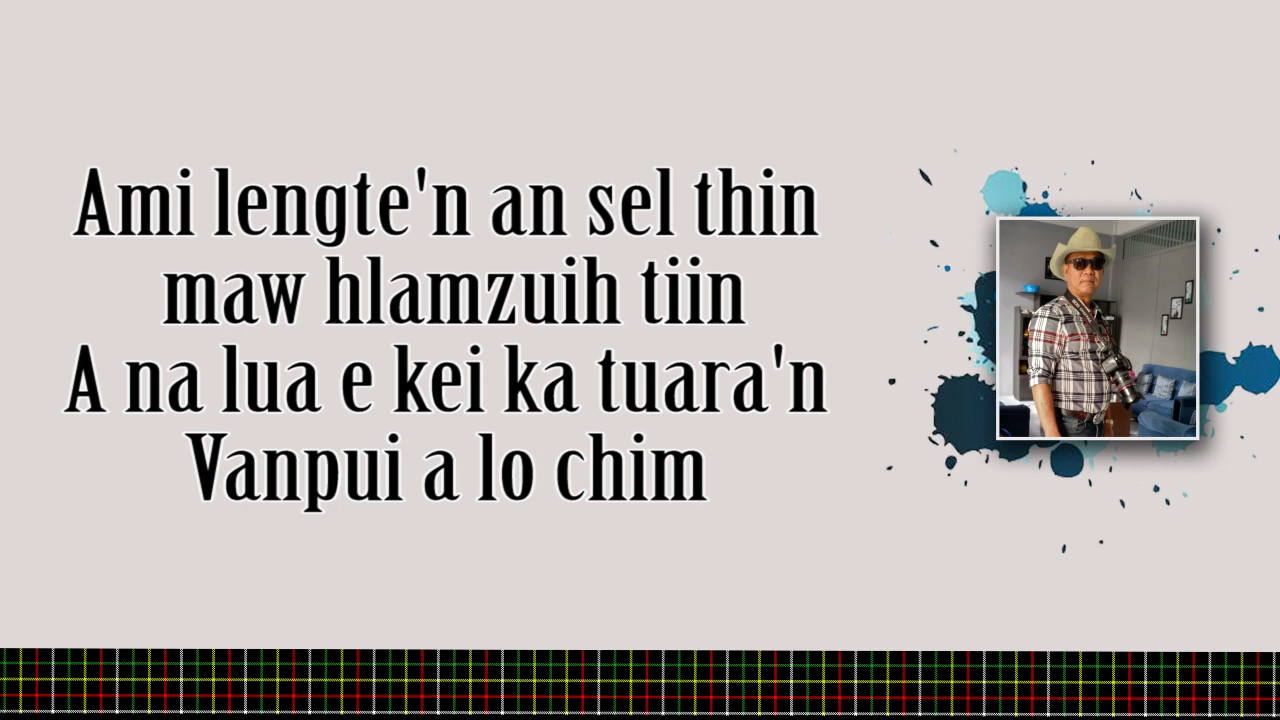 Ami lengte'n an sel thin
maw hlamzuih tiin
A na lua e kei ka tuara'n
Vanpui a lo chim